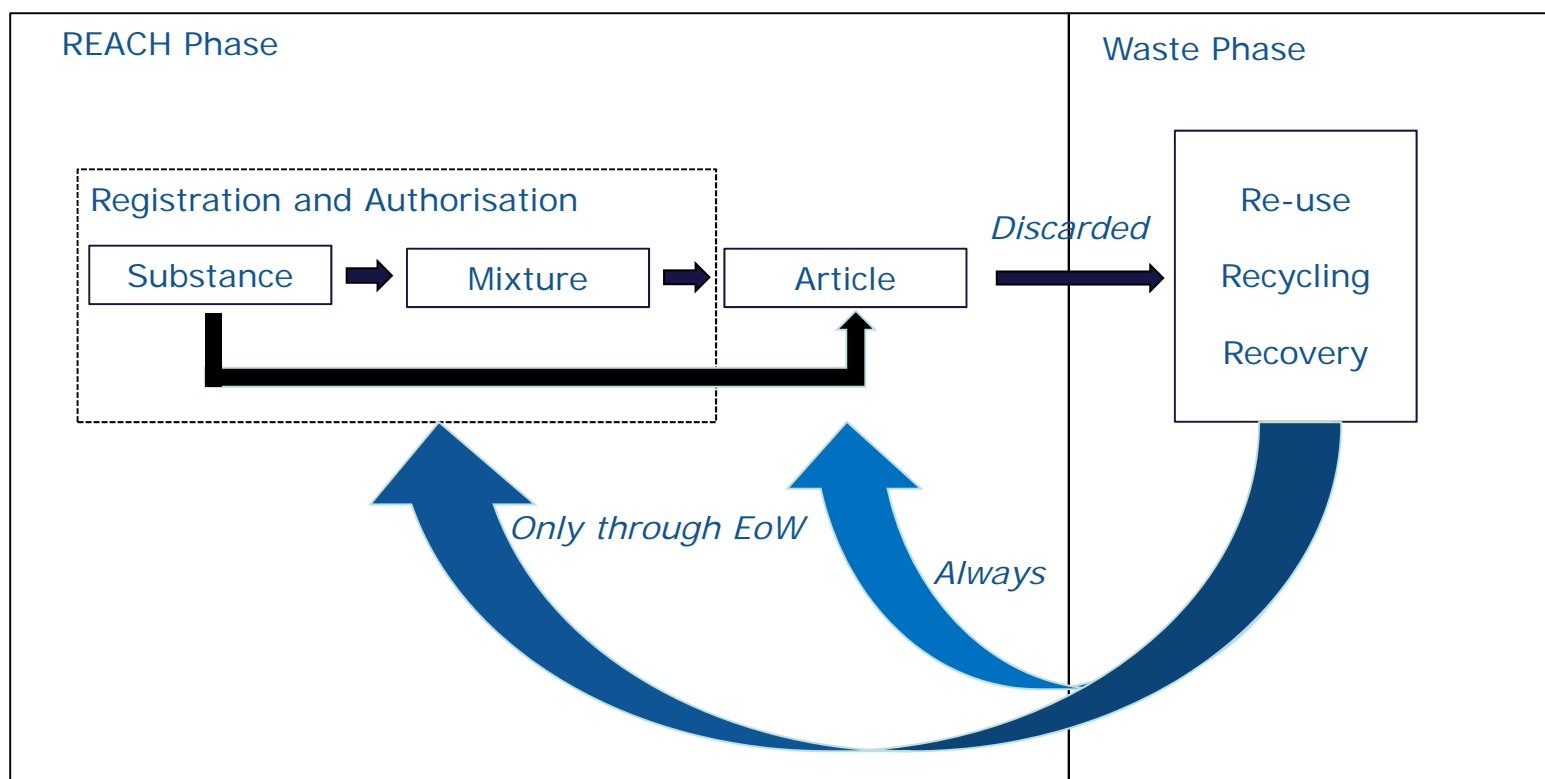 REACH Phase
Waste Phase
Registration and Authorisation
Substance
Mixture
Article
Discarded
Re-use
Recycling
Recovery
Only through EoW
Always